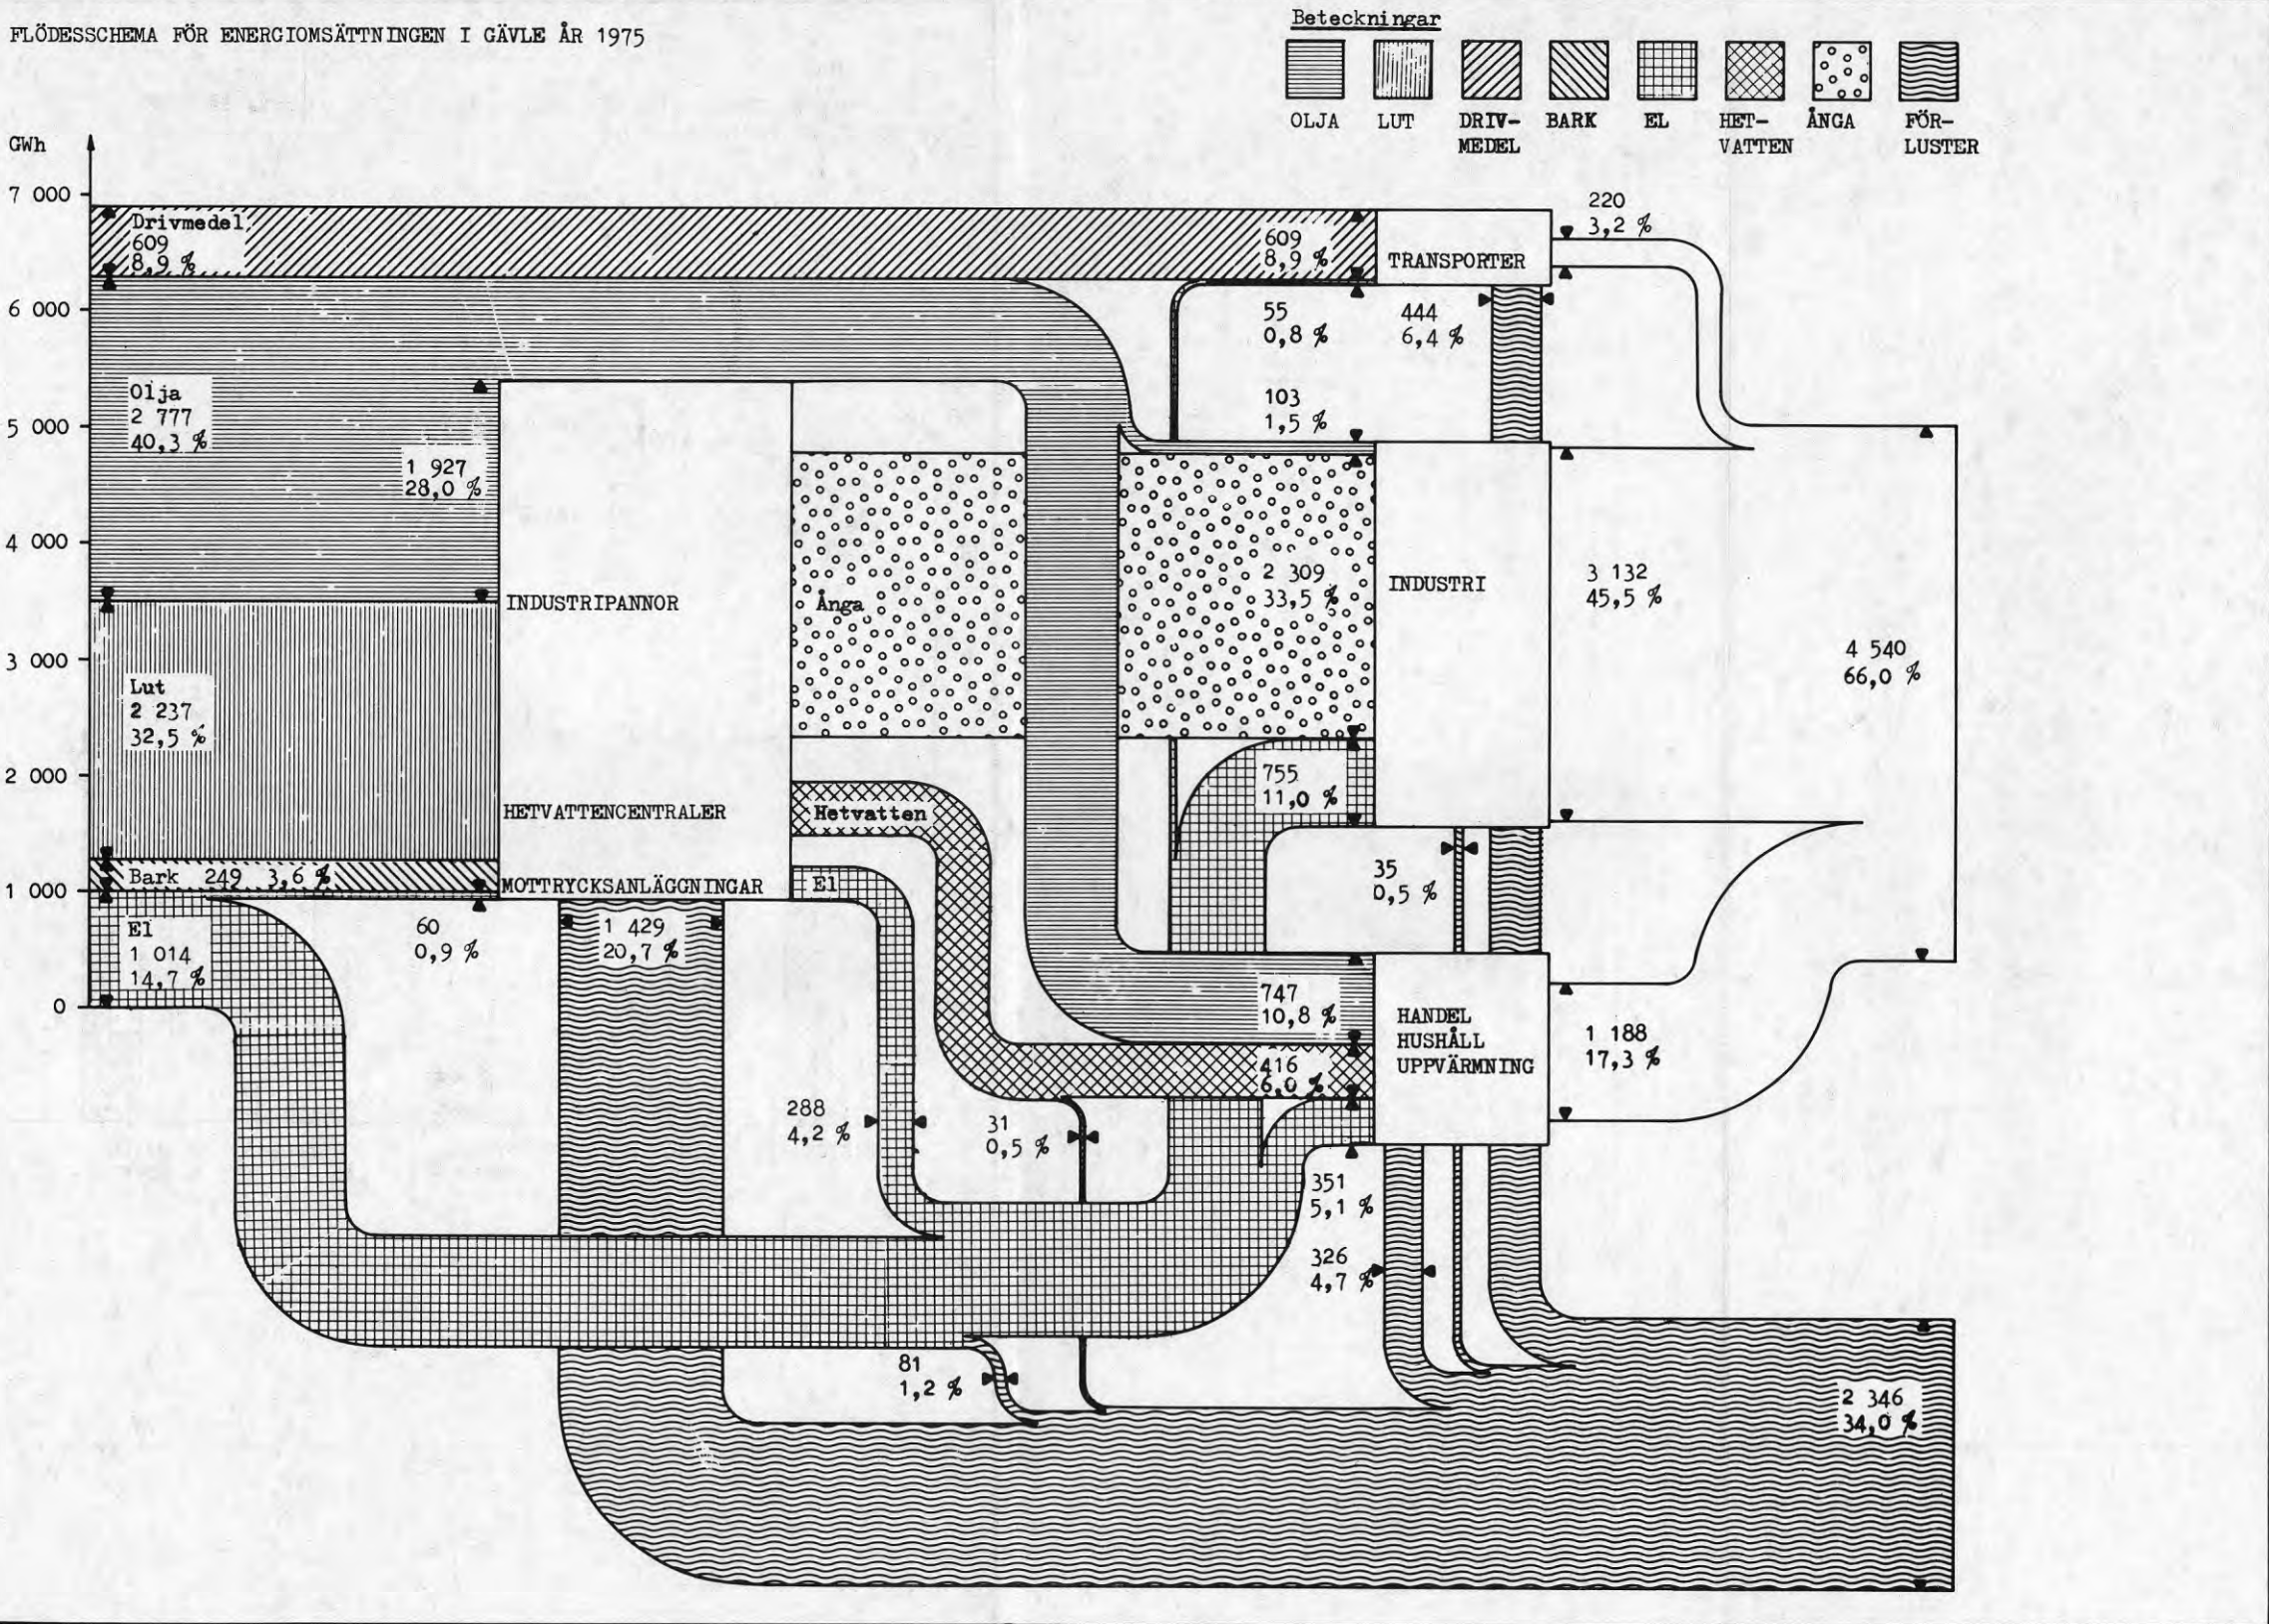 FLÖDESSCHEMA FÖR ENERGIOMSÄTTNINGEN I GÄVLE ÅR 1975
Beteckningar
OLJA
LUT
DRIV-
MEDEL
BARK
EL
HET-
VATTEN
ÅNGA
FÖR-
LUSTER
GWh
7 000
6 000
5 000
4 000
3 000
2 000
1 000
0
Drivmedel
609
8,9 %
Olja
2 777
40,3 %
1 927
28,0 %
Lut
2 237
32,5 %
Bark 249 3,6 %
El
1 014
14,7 %
60
0,9 %
INDUSTRIPANNOR
HETVATTENCENTRALER
MOTTRYCKSANLÄGGNINGAR
1 429
20,7 %
Ånga
Hetvatten
El
288
4,2 %
31
0,5 %
81
1,2 %
609
8,9 %
TRANSPORTER
220
3,2 %
55
0,8 %
444
6,4 %
103
1,5 %
2 309
33,5 %
INDUSTRI
3 132
45,5 %
4 540
66,0 %
755
11,0 %
35
0,5 %
747
10,8 %
HANDEL
HUSHÅLL
UPPVÄRMNING
416
6,0 %
1 188
17,3 %
351
5,1 %
326
4,7 %
2 346
34,0 %